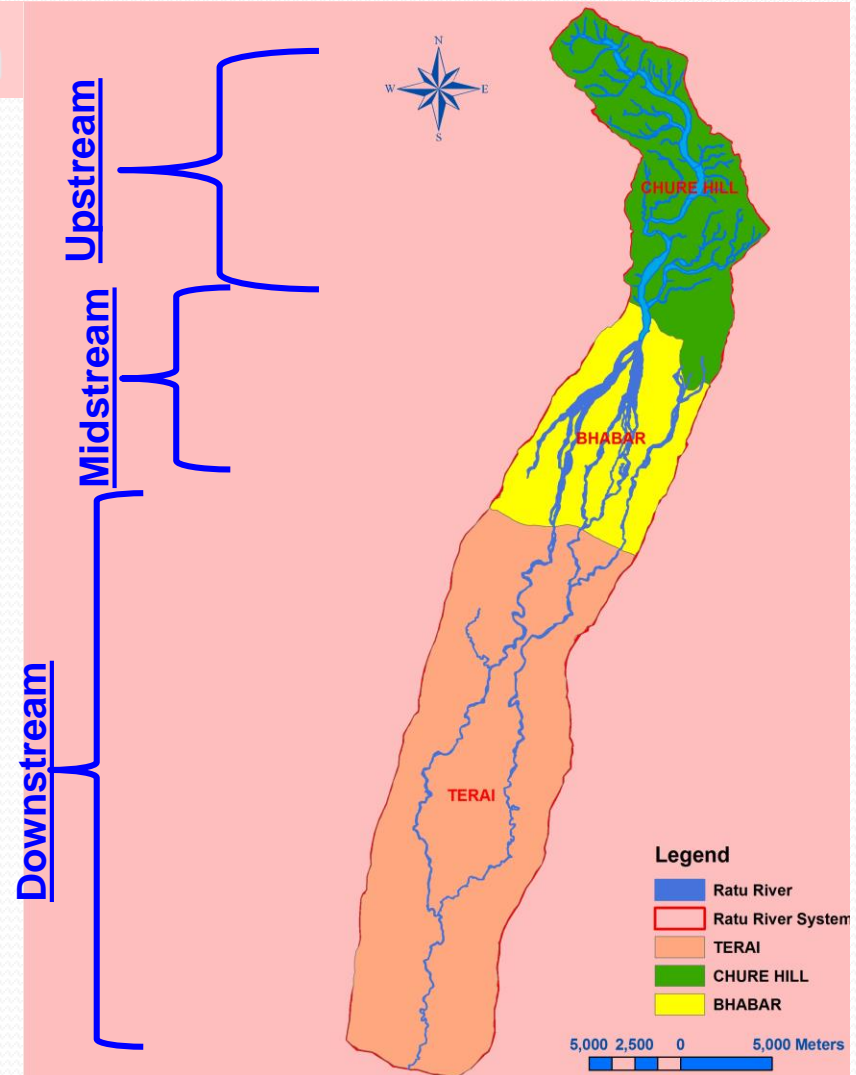 Upstream
Midstream
Downstream
N
W
E
S
CHURE HILL
BHABAR
TERAI
Legend
Ratu River
Ratu River System
TERAI
CHURE HILL
BHABAR
5,000 2,500 0 5,000 Meters